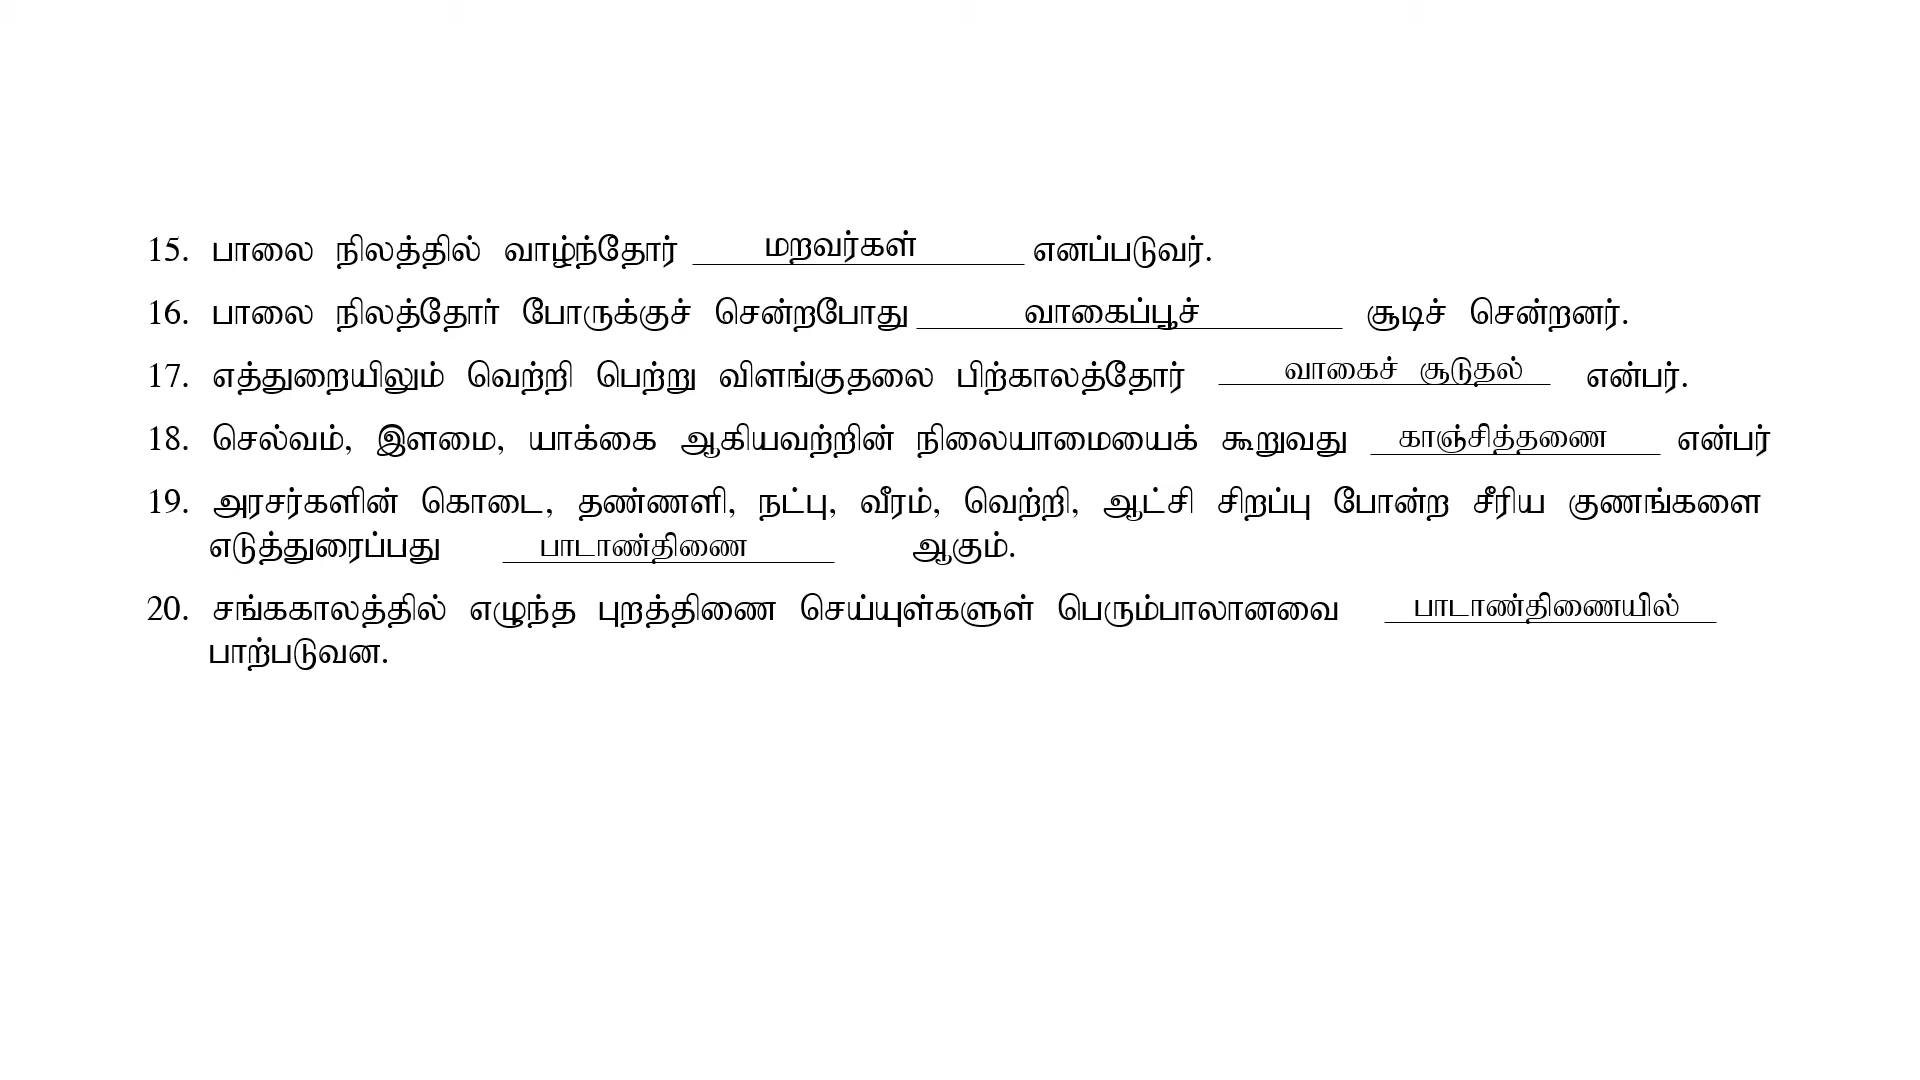 15. பாலை நிலத்தில் வாழ்ந்தோர் மறவர்கள் எனப்படுவர்.
16. பாலை நிலத்தோர் போருக்குச் சென்றபோது வாகைப்பூச் சூடிச் சென்றனர்.
17. எத்துறையிலும் வெற்றி பெற்று விளங்குதலை பிற்காலத்தோர் வாகைச் சூடுதல் என்பர்.
18. செல்வம், இளமை, யாக்கை ஆகியவற்றின் நிலையாமையைக் கூறுவது காஞ்சித்தணை என்பர்
19. அரசர்களின் கொடை, தண்ணளி, நட்பு, வீரம், வெற்றி, ஆட்சி சிறப்பு போன்ற சீரிய குணங்களை
எடுத்துரைப்பது பாடாண்திணை ஆகும்.
20. சங்ககாலத்தில் எழுந்த புறத்திணை செய்யுள்களுள் பெரும்பாலானவை பாடாண்திணையில்
பாற்படுவன.